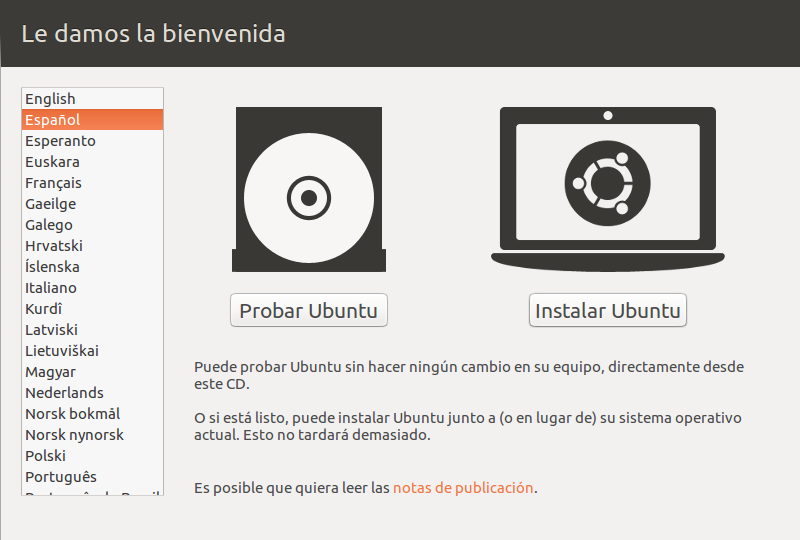 Le damos la bienvenida
English
Español
Esperanto
Euskara
Français
Gaeilge
Galego
Hrvatski
Íslenska
Italiano
Kurdî
Latviski
Lietuviškai
Magyar
Nederlands
Norsk bokmål
Norsk nynorsk
Polski
Português
Probar Ubuntu
Instalar Ubuntu
Puede probar Ubuntu sin hacer ningún cambio en su equipo, directamente desde
este CD.
O si está listo, puede instalar Ubuntu junto a (o en lugar de) su sistema operativo
actual. Esto no tardará demasiado.
Es posible que quiera leer las notas de publicación.